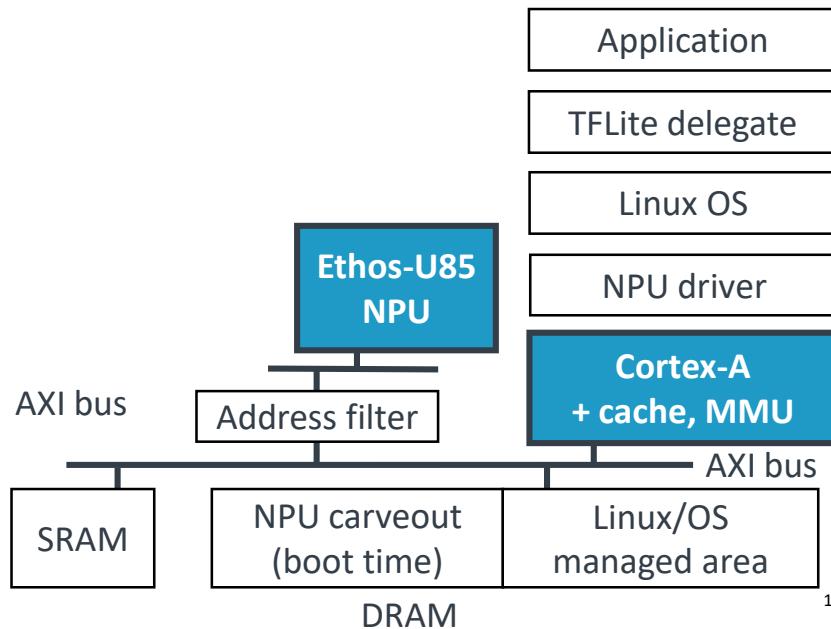 Application
TFLite delegate
Linux OS
Ethos-U85
NPU
NPU driver
Cortex-A
+ cache, MMU
AXI bus
Address filter
AXI bus
SRAM
NPU carveout
(boot time)
Linux/OS
managed area
DRAM
1